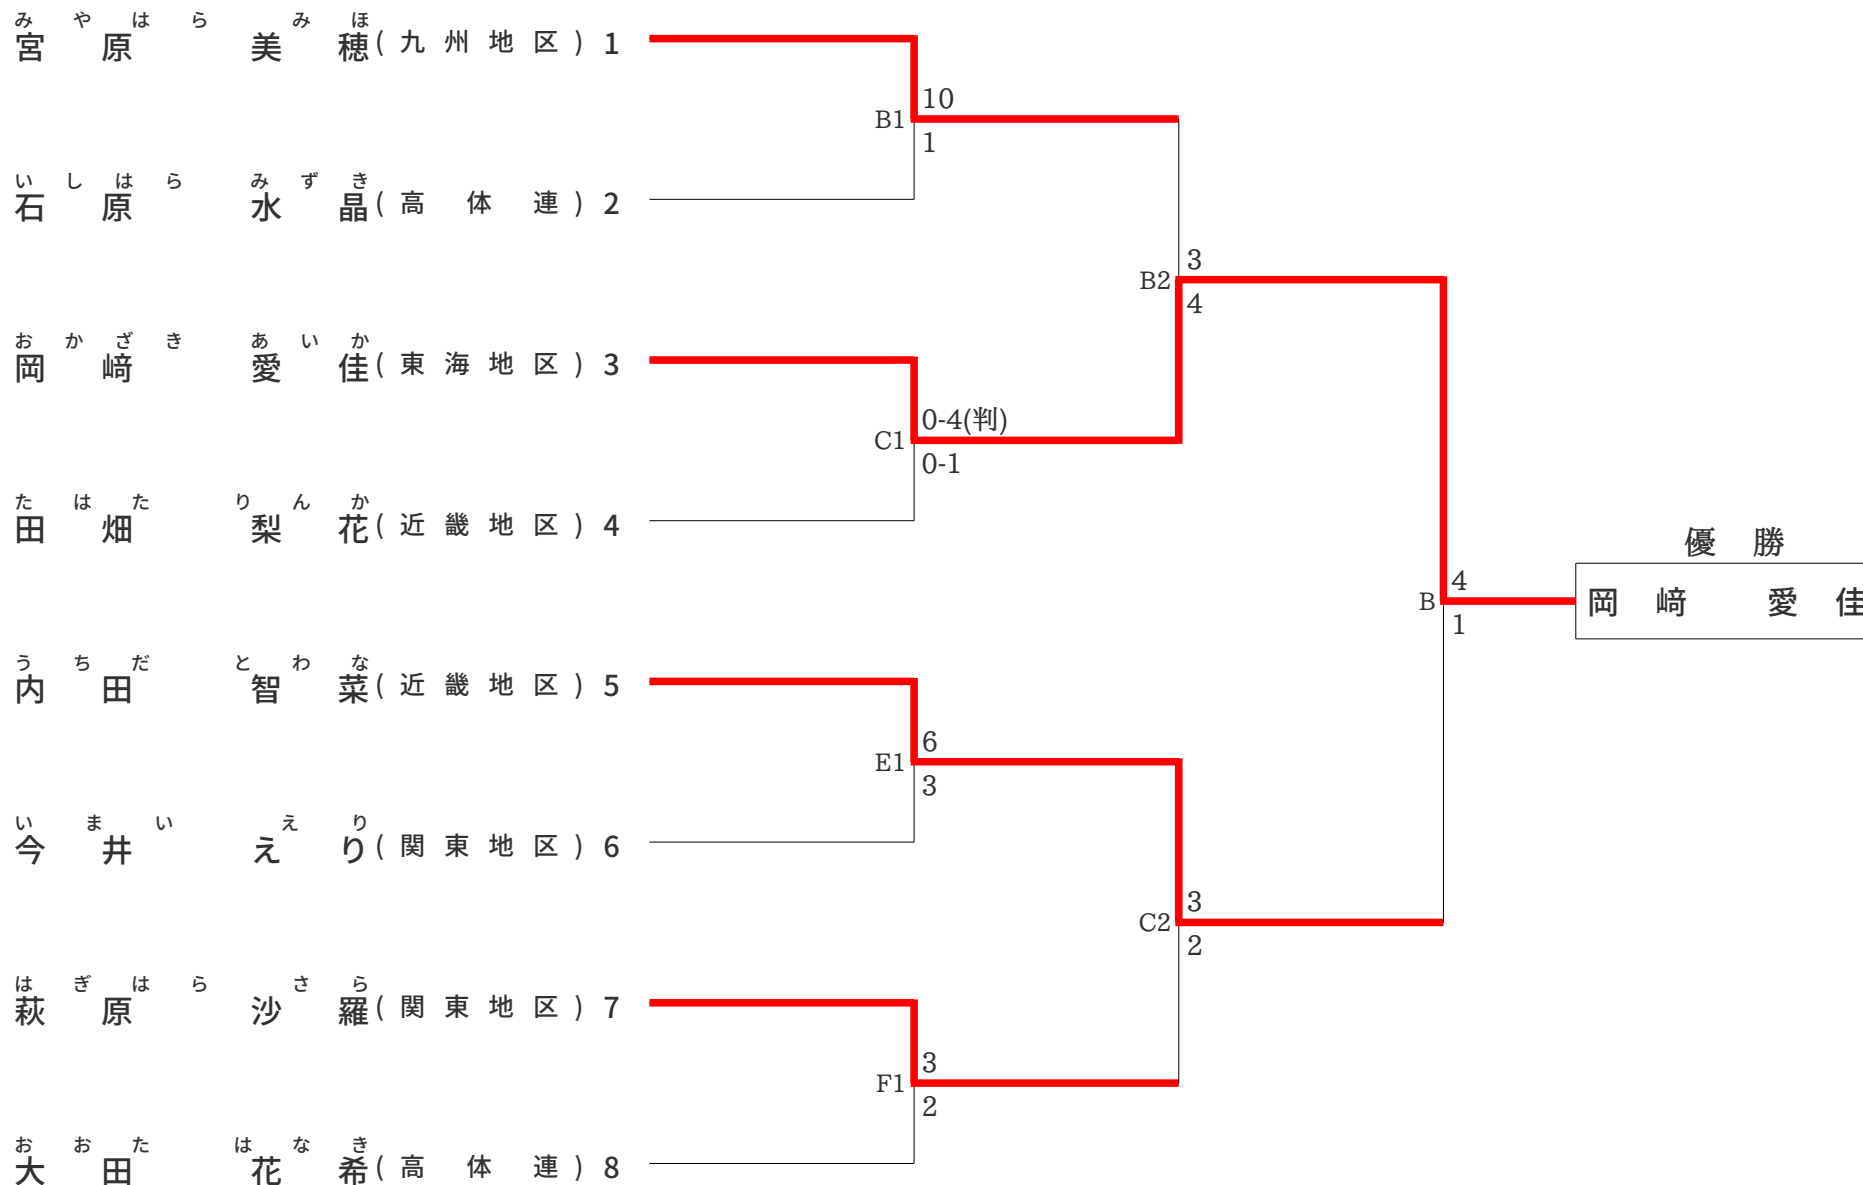 みやはら みほ
宮原 美穂(九州地区) 1
10
B1
1
いしはら みずき
石原 水晶(高体連) 2
3
B2
4
おかざき あいか
岡﨑 愛佳(東海地区) 3
0-4(判)
C1
0-1
たはた りんか
田畑 梨花(近畿地区) 4
優勝
岡﨑 愛佳
4
B
1
うちだ とわな
内田 智菜(近畿地区) 5
6
E1
3
いまい えり
今井 えり(関東地区) 6
3
C2
2
はぎはら さら
萩原 沙羅(関東地区) 7
3
F1
2
おおた はなき
大田 花希(高体連) 8